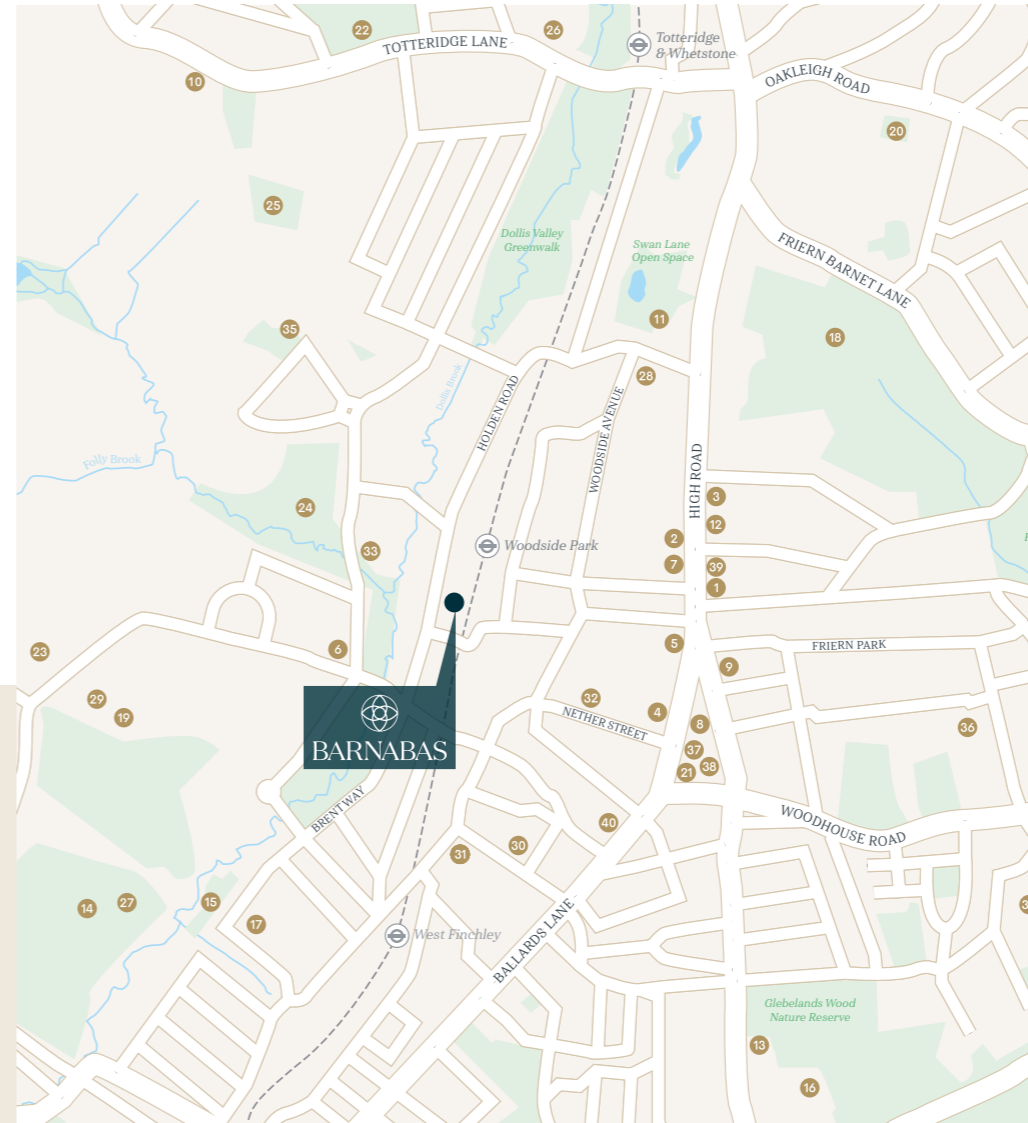 22
26
Totteridge
& Whetstone
TOTTERIDGE LANE
10
OAKLEIGH ROAD
20
25
Dollis Valley
Greenwalk
Swan Lane
Open Space
FRIERN BARNET LANE
11
35
18
28
Dollis Brook
HOLDEN ROAD
WOODSIDE AVENUE
HIGH ROAD
Folly Brook
3
24
12
2
Woodside Park
33
7
39
1
5
FRIERN PARK
6
23
9
29
19
32
4
NETHER STREET
8
36
BARNABAS
37
38
21
BRENTWAY
40
WOODHOUSE ROAD
30
31
14
27
15
17
West Finchley
BALLARDS LANE
Glebelands Wood
Nature Reserve
13
16